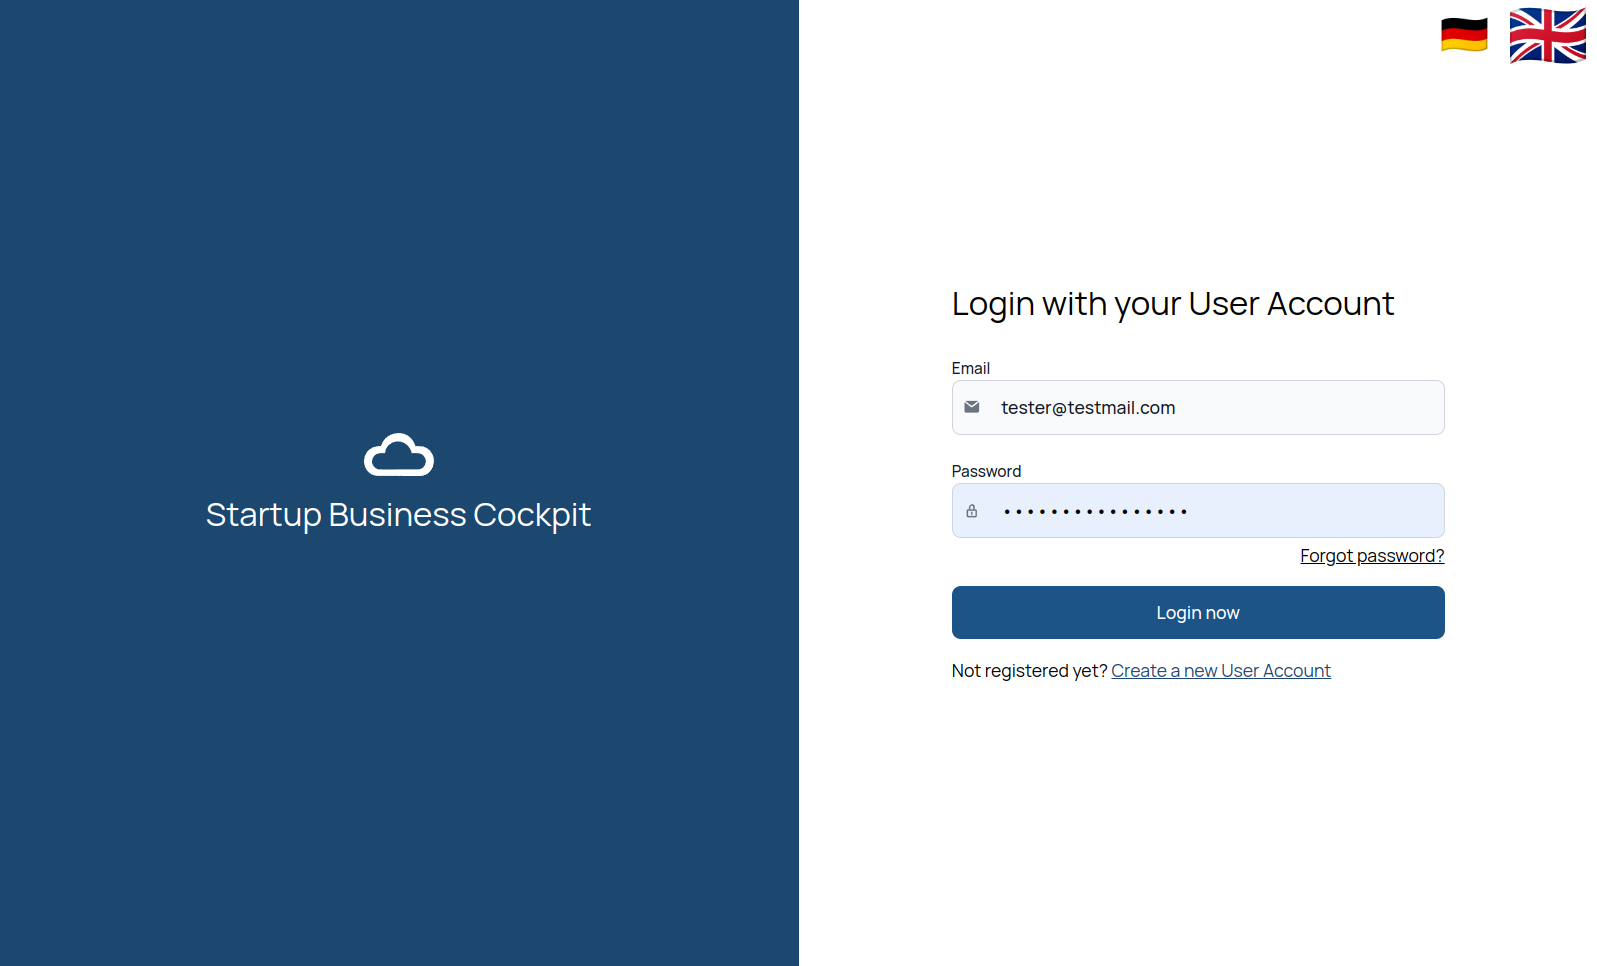 Startup Business Cockpit
Login with your User Account
Email
tester@testmail.com
Password
••••••••••••••••
Forgot password?
Login now
Not registered yet? Create a new User Account